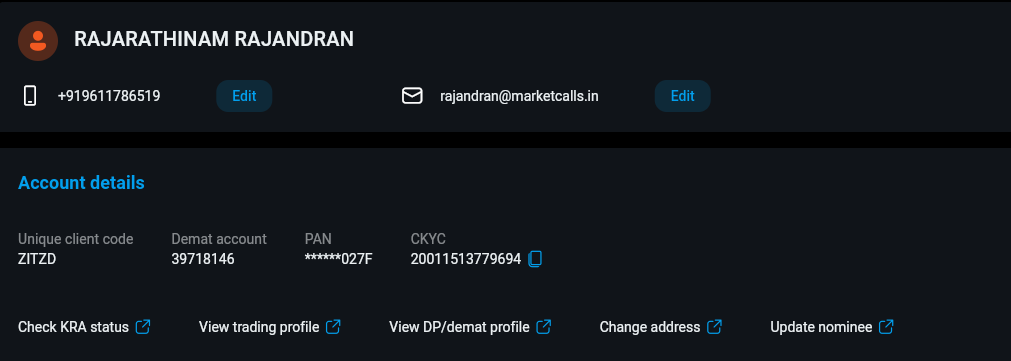 RAJARATHINAM RAJANDRAN
+919611786519 Edit rajandran@marketcalls.in Edit
Account details
Unique client code Demat account PAN CKYC
ZITZD 39718146 ******027F 20011513779694
Check KRA status View trading profile View DP/demat profile Change address Update nominee